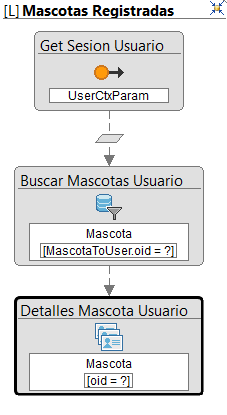 [L] Mascotas Registradas
Get Sesion Usuario
UserCtxParam
Buscar Mascotas Usuario
Mascota
[MascotaToUser.oid = ?]
Detalles Mascota Usuario
Mascota
[oid = ?]